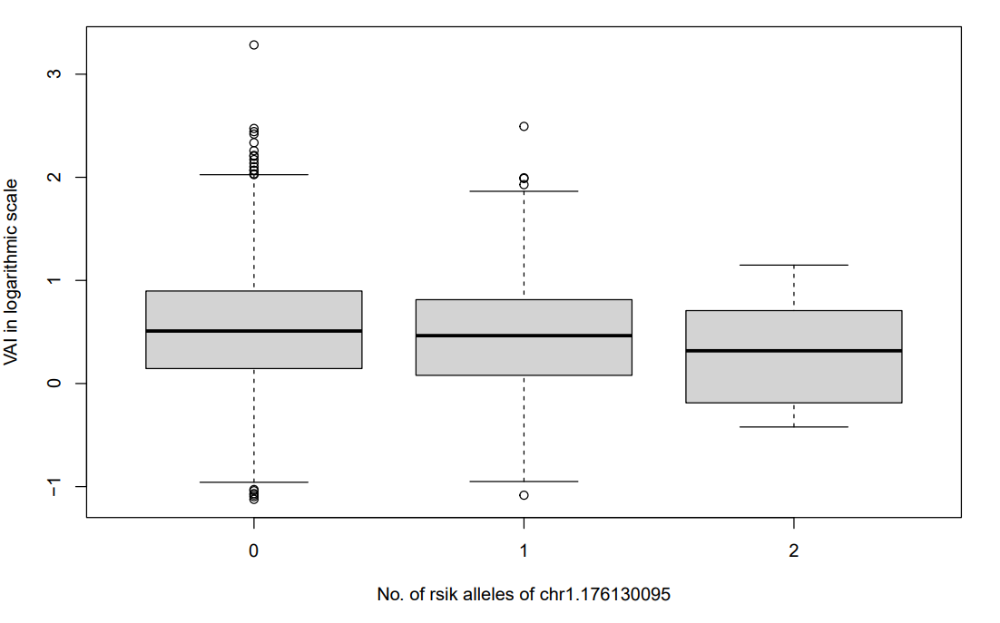 VAI in logarithmic scale
3
2
1
0
−1
0 1 2
No. of rsik alleles of chr1.176130095